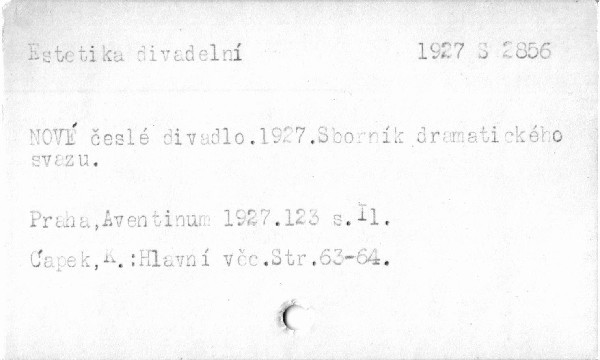 Estetika divadelní 1927 S 2856
NOVÉ česlé divadlo.1927.Sborník dramatického
svazu.
Praha,Aventinum 1927.123 s.Il.
Čapek,K.:Hlavní věc.Str.63-64.